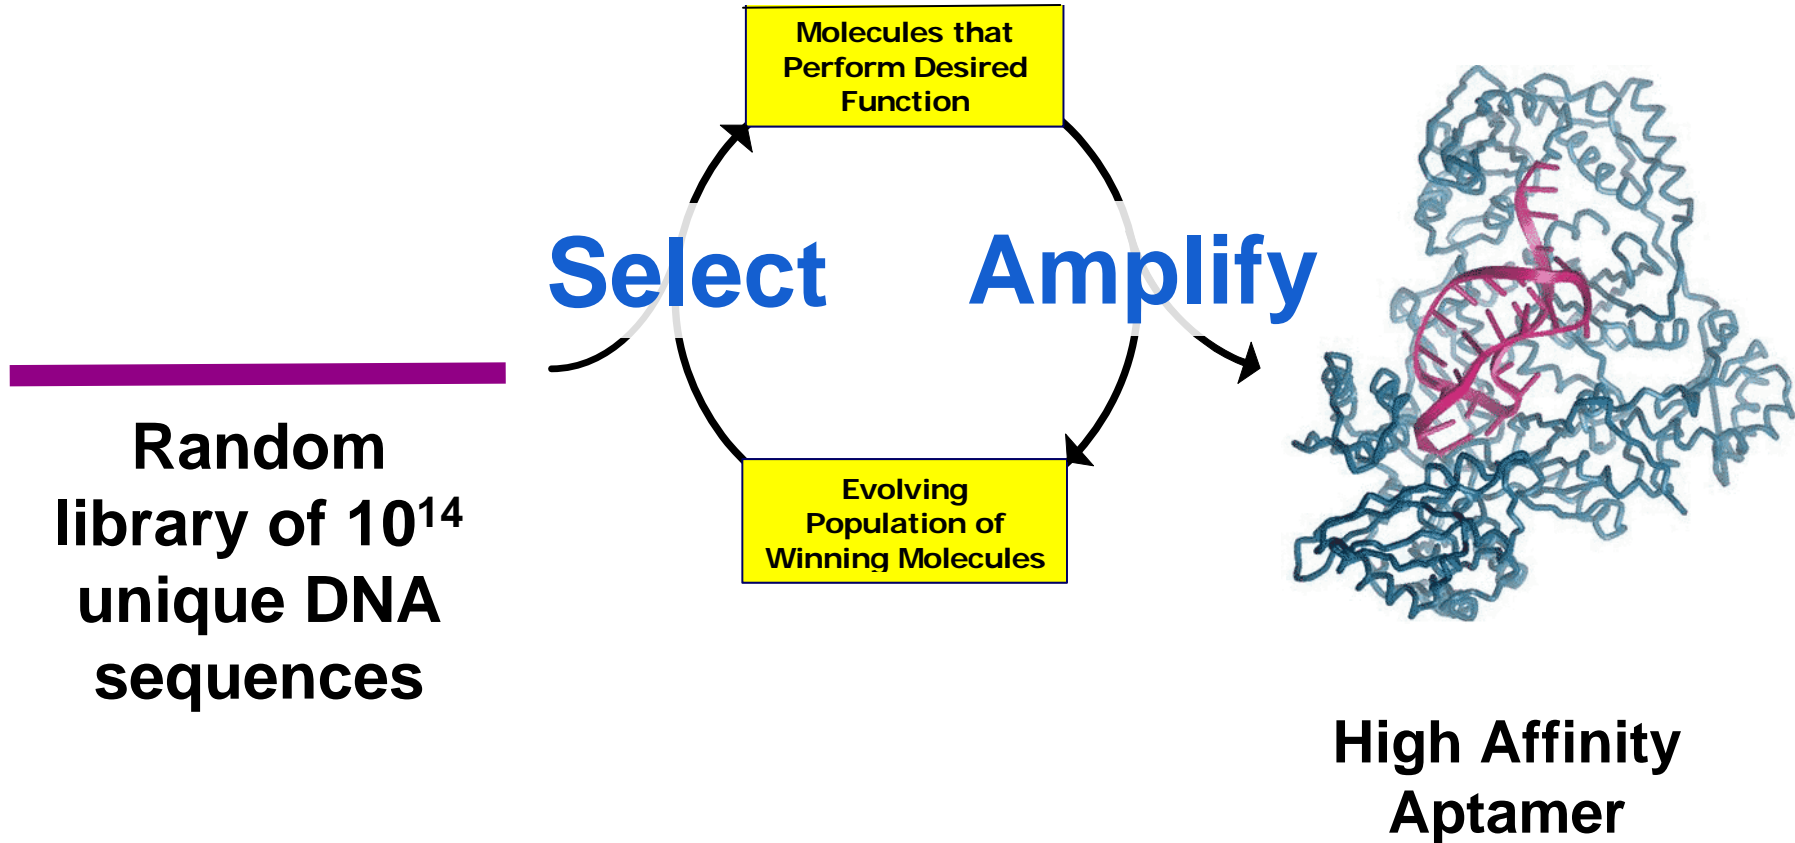 Molecules that
Perform Desired
Function
Select
Amplify
Random
library of 10¹⁴
unique DNA
sequences
Evolving
Population of
Winning Molecules
High Affinity
Aptamer